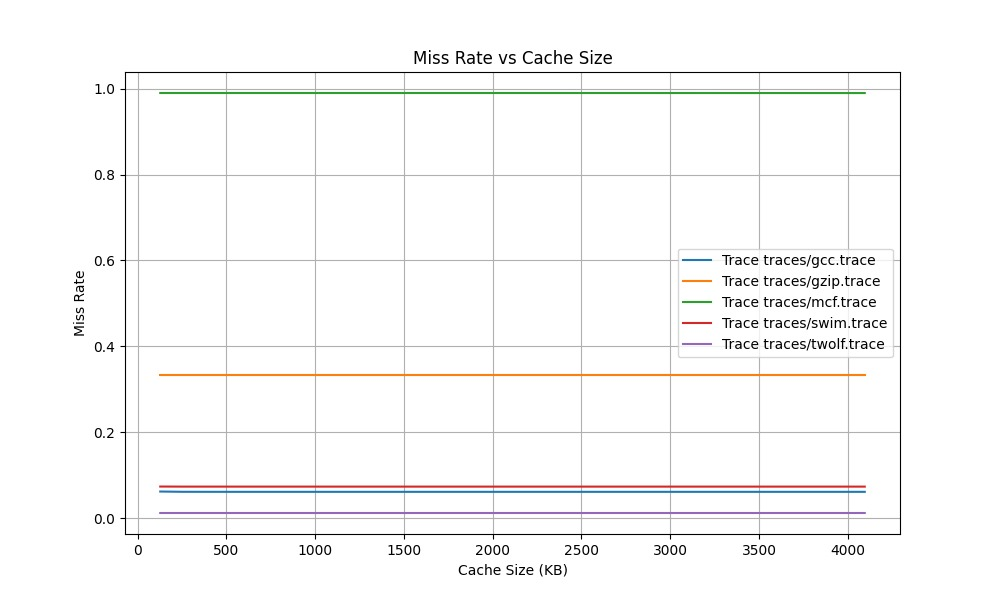 Miss Rate vs Cache Size
Miss Rate
1.0
0.8
0.6
0.4
0.2
0.0
Trace traces/gcc.trace
Trace traces/gzip.trace
Trace traces/mcf.trace
Trace traces/swim.trace
Trace traces/twolf.trace
0 500 1000 1500 2000 2500 3000 3500 4000
Cache Size (KB)